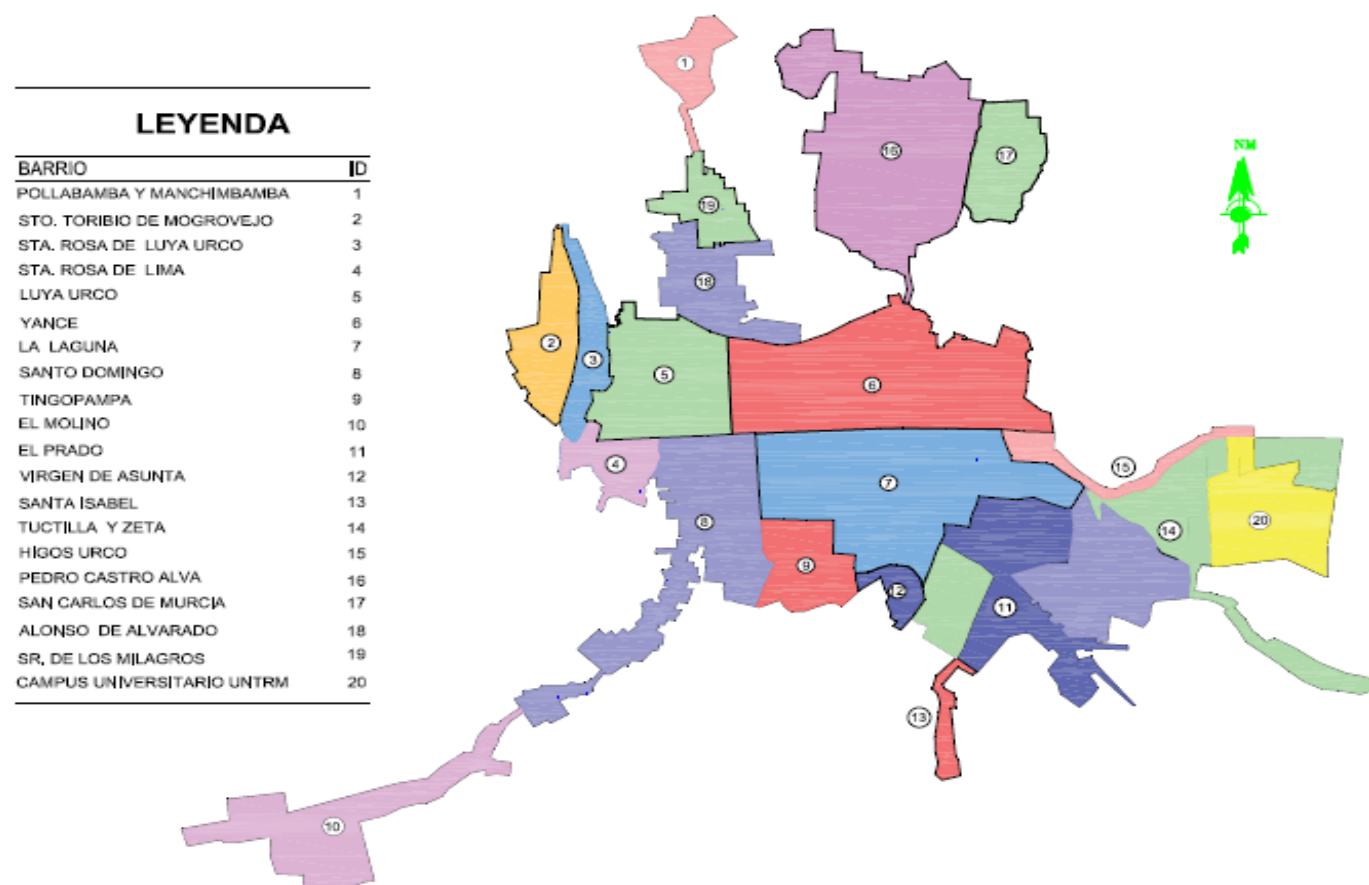 LEYENDA
BARRIO ID
POLLABAMBA Y MANCHIMBAMBA 1
STO. TORIBIO DE MOGROVEJO 2
STA. ROSA DE LUYA URCO 3
STA. ROSA DE LIMA 4
LUYA URCO 5
YANCE 6
LA LAGUNA 7
SANTO DOMINGO 8
TINGOPAMPA 9
EL MOLINO 10
EL PRADO 11
VIRGEN DE ASUNTA 12
SANTA ISABEL 13
TUCTILLA Y ZETA 14
HIGOS URCO 15
PEDRO CASTRO ALVA 16
SAN CARLOS DE MURCIA 17
ALONSO DE ALVARADO 18
SR. DE LOS MILAGROS 19
CAMPUS UNIVERSITARIO UNTRM 20
NM
1
16
17
19
18
2
3
5
6
4
15
7
8
14
20
9
12
11
13
10